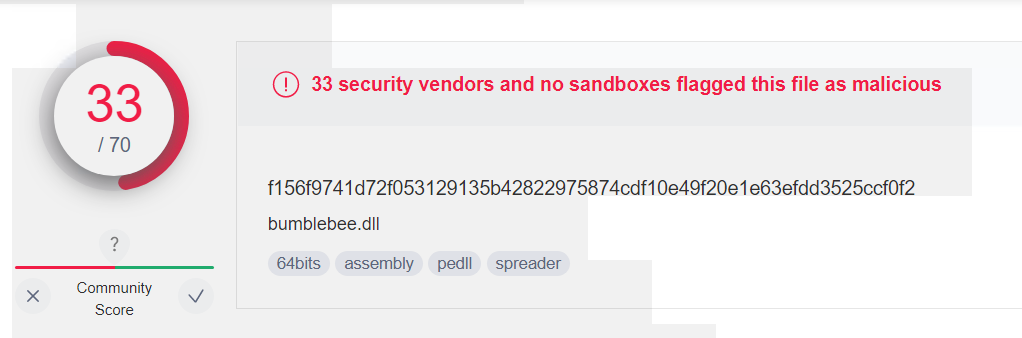 33
/ 70
?
Community
Score
33 security vendors and no sandboxes flagged this file as malicious
f156f9741d72f053129135b42822975874cdf10e49f20e1e63efdd3525ccf0f2
bumblebee.dll
64bits assembly pedll spreader